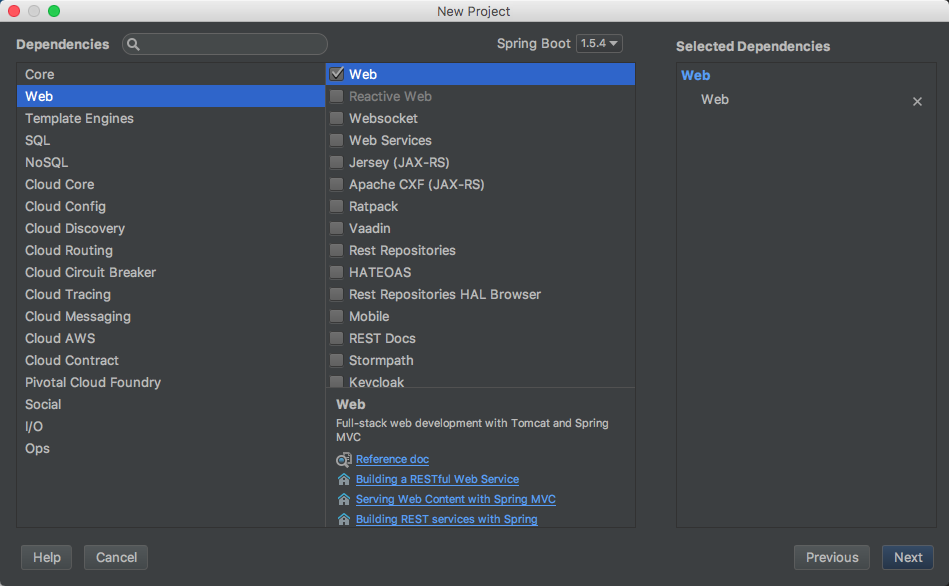 New Project
Dependencies
Spring Boot 1.5.4
Selected Dependencies
Core
Web
Template Engines
SQL
NoSQL
Cloud Core
Cloud Config
Cloud Discovery
Cloud Routing
Cloud Circuit Breaker
Cloud Tracing
Cloud Messaging
Cloud AWS
Cloud Contract
Pivotal Cloud Foundry
Social
I/O
Ops
Web
Reactive Web
Websocket
Web Services
Jersey (JAX-RS)
Apache CXF (JAX-RS)
Ratpack
Vaadin
Rest Repositories
HATEOAS
Rest Repositories HAL Browser
Mobile
REST Docs
Stormpath
Keycloak
Web
Full-stack web development with Tomcat and Spring
MVC
Reference doc
Building a RESTful Web Service
Serving Web Content with Spring MVC
Building REST services with Spring
Web
Web
Help
Cancel
Previous
Next